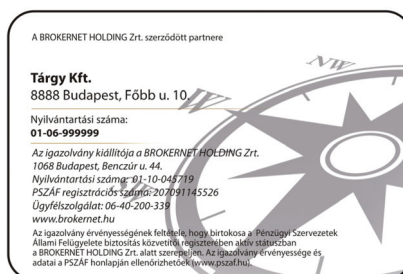 A BROKERNET HOLDING Zrt. szerződött partnere
NW
Tárgy Kft.
8888 Budapest, Főbb u. 10.
W
Nyilvántartási száma:
01-06-999999
Az igazolvány kiállítója a BROKERNET HOLDING Zrt.
1068 Budapest, Benczúr u. 44.
Nyilvántartási száma: 01-10-045719
PSZÁF regisztrációs száma: 207091145526
Ügyfélszolgálat: 06-40-200-339
www.brokernet.hu
Az igazolvány érvényességének feltétele, hogy birtokosa a Pénzügyi Szervezetek
Állami Felügyelete biztosítás közvetítői regiszterében aktív státuszban
a BROKERNET HOLDING Zrt. alatt szerepeljen. Az igazolvány érvényessége és
adatai a PSZÁF honlapján ellenőrizhetőek (www.pszaf.hu).